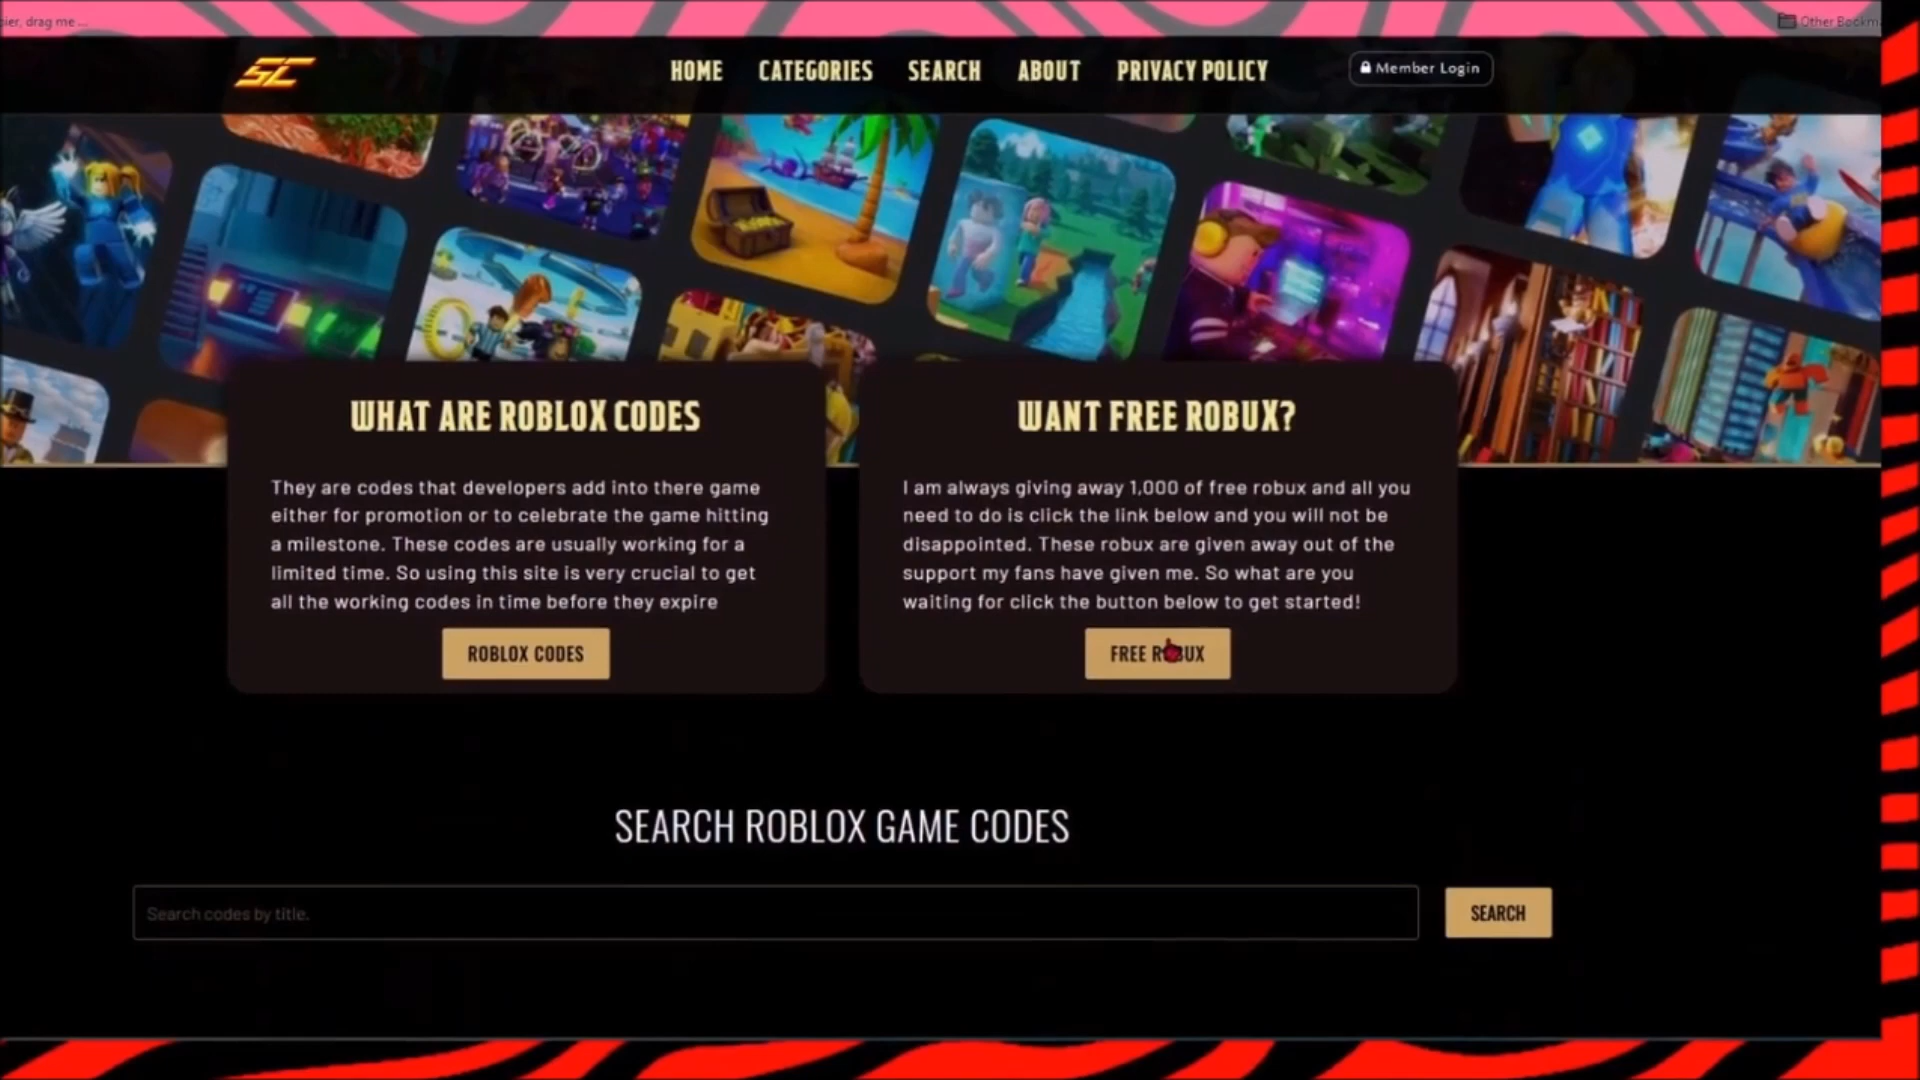 drag me ...
Other Bookm
SC
HOME CATEGORIES SEARCH ABOUT PRIVACY POLICY Member Login
WHAT ARE ROBLOX CODES
They are codes that developers add into there game
either for promotion or to celebrate the game hitting
a milestone. These codes are usually working for a
limited time. So using this site is very crucial to get
all the working codes in time before they expire
ROBLOX CODES
WANT FREE ROBUX?
I am always giving away 1,000 of free robux and all you
need to do is click the link below and you will not be
disappointed. These robux are given away out of the
support my fans have given me. So what are you
waiting for click the button below to get started!
FREE ROBUX
SEARCH ROBLOX GAME CODES
Search codes by title.
SEARCH